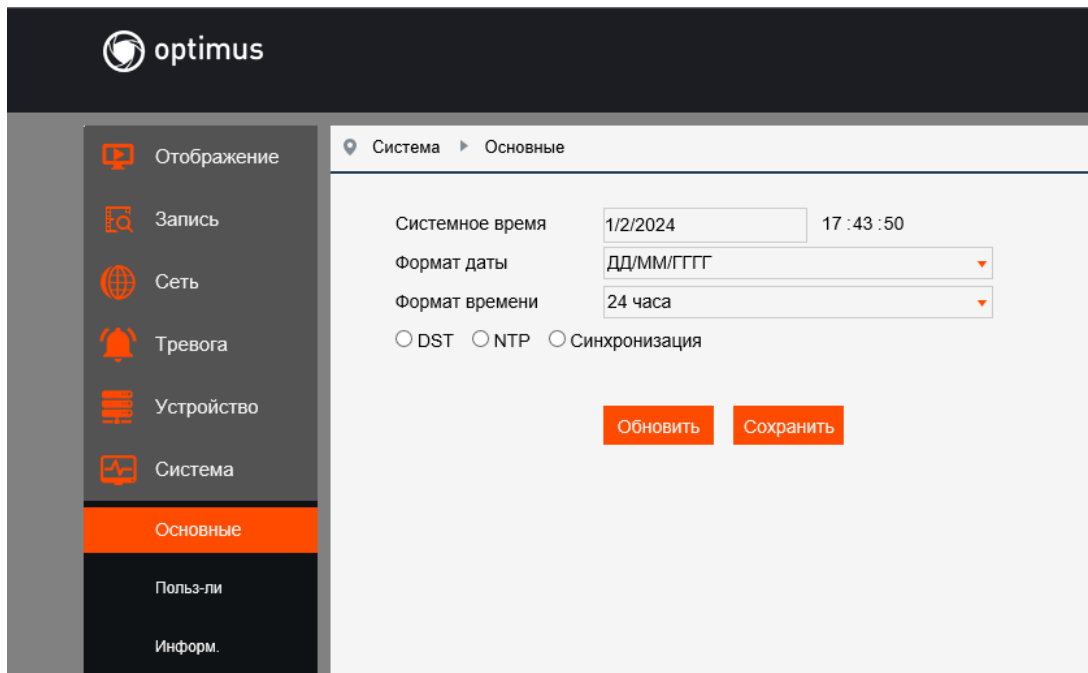 optimus
Отображение
Запись
Сеть
Тревога
Устройство
Система
Основные
Польз-ли
Информ.
Система Основные
Системное время 1/2/2024 17 :43 :50
Формат даты ДД/ММ/ГГГГ
Формат времени 24 часа
DST NTP Синхронизация
Обновить Сохранить